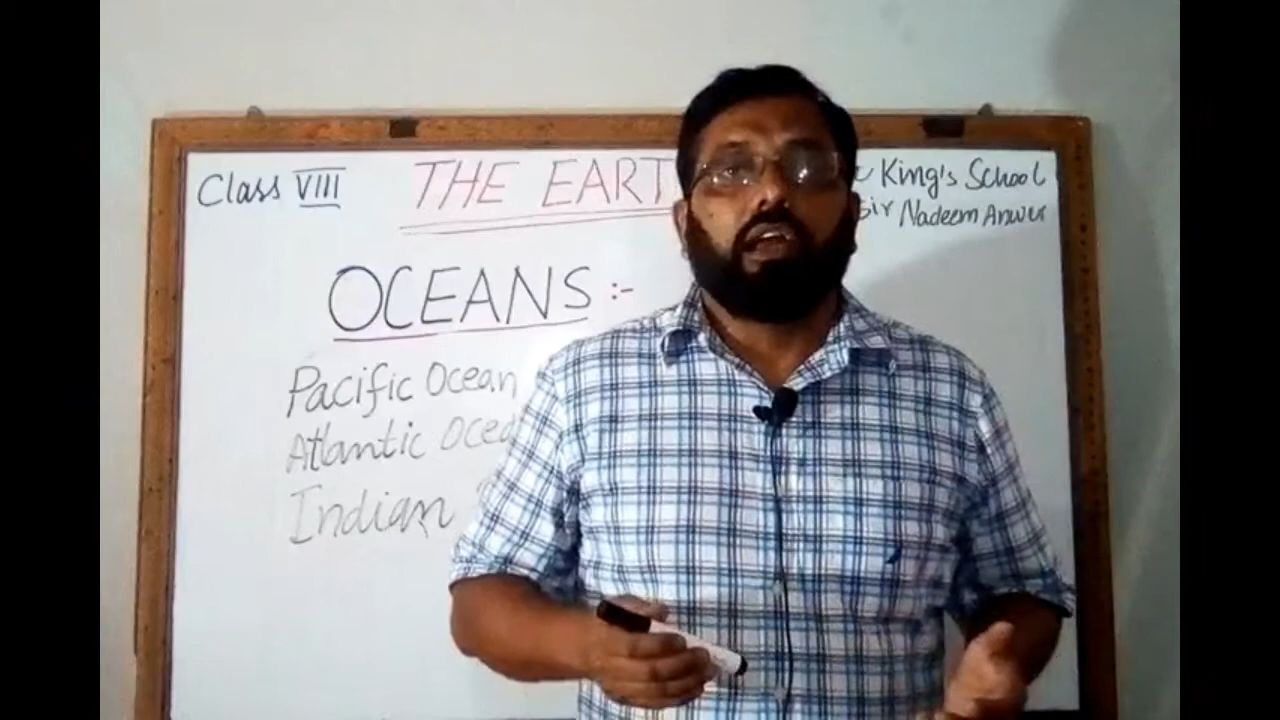 Class VIII
THE EART
King's School
Sir Nadeem Anwer
OCEANS :-
Pacific Ocean
Atlantic Ocea
Indian